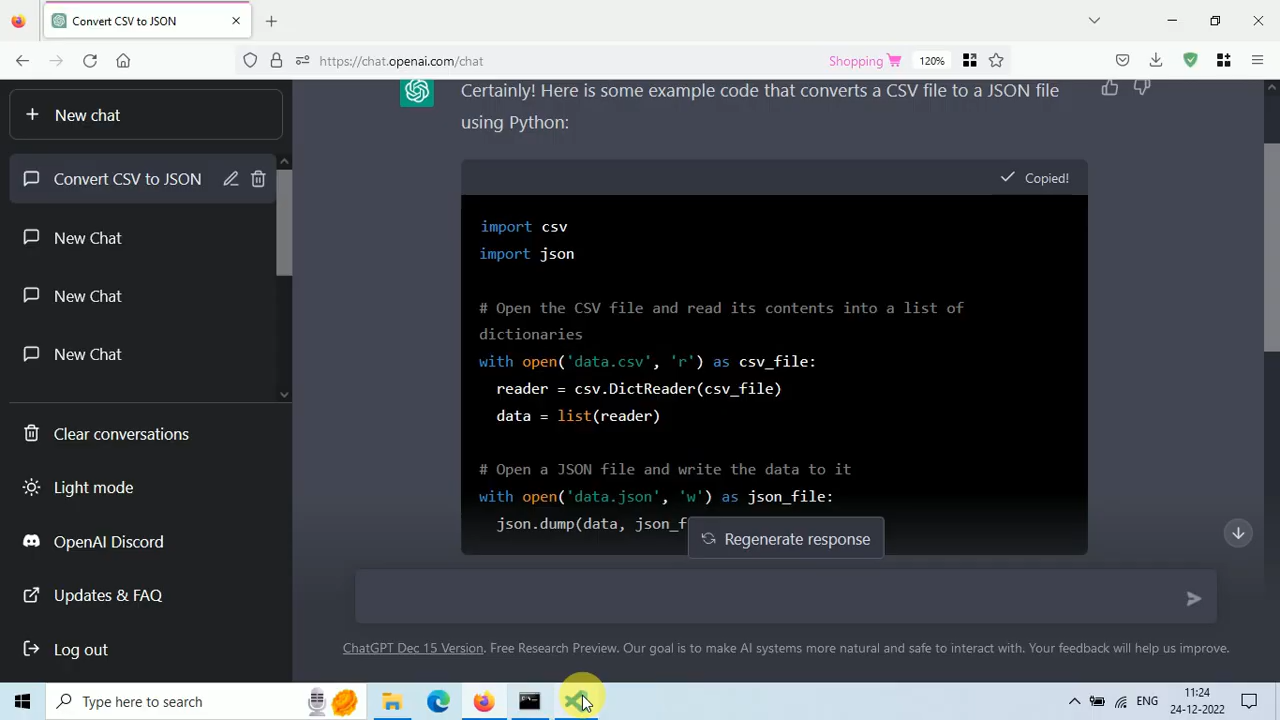 Convert CSV to JSON
https://chat.openai.com/chat
Shopping
120%
New chat
Convert CSV to JSON
New Chat
New Chat
New Chat
Clear conversations
Light mode
OpenAI Discord
Updates & FAQ
Log out
Certainly! Here is some example code that converts a CSV file to a JSON file
using Python:
Copied!
import csv
import json
# Open the CSV file and read its contents into a list of
dictionaries
with open('data.csv', 'r') as csv_file:
reader = csv.DictReader(csv_file)
data = list(reader)
# Open a JSON file and write the data to it
with open('data.json', 'w') as json_file:
json.dump(data, json_f
Regenerate response
ChatGPT Dec 15 Version. Free Research Preview. Our goal is to make AI systems more natural and safe to interact with. Your feedback will help us improve.
Type here to search
ENG
11:24
24-12-2022